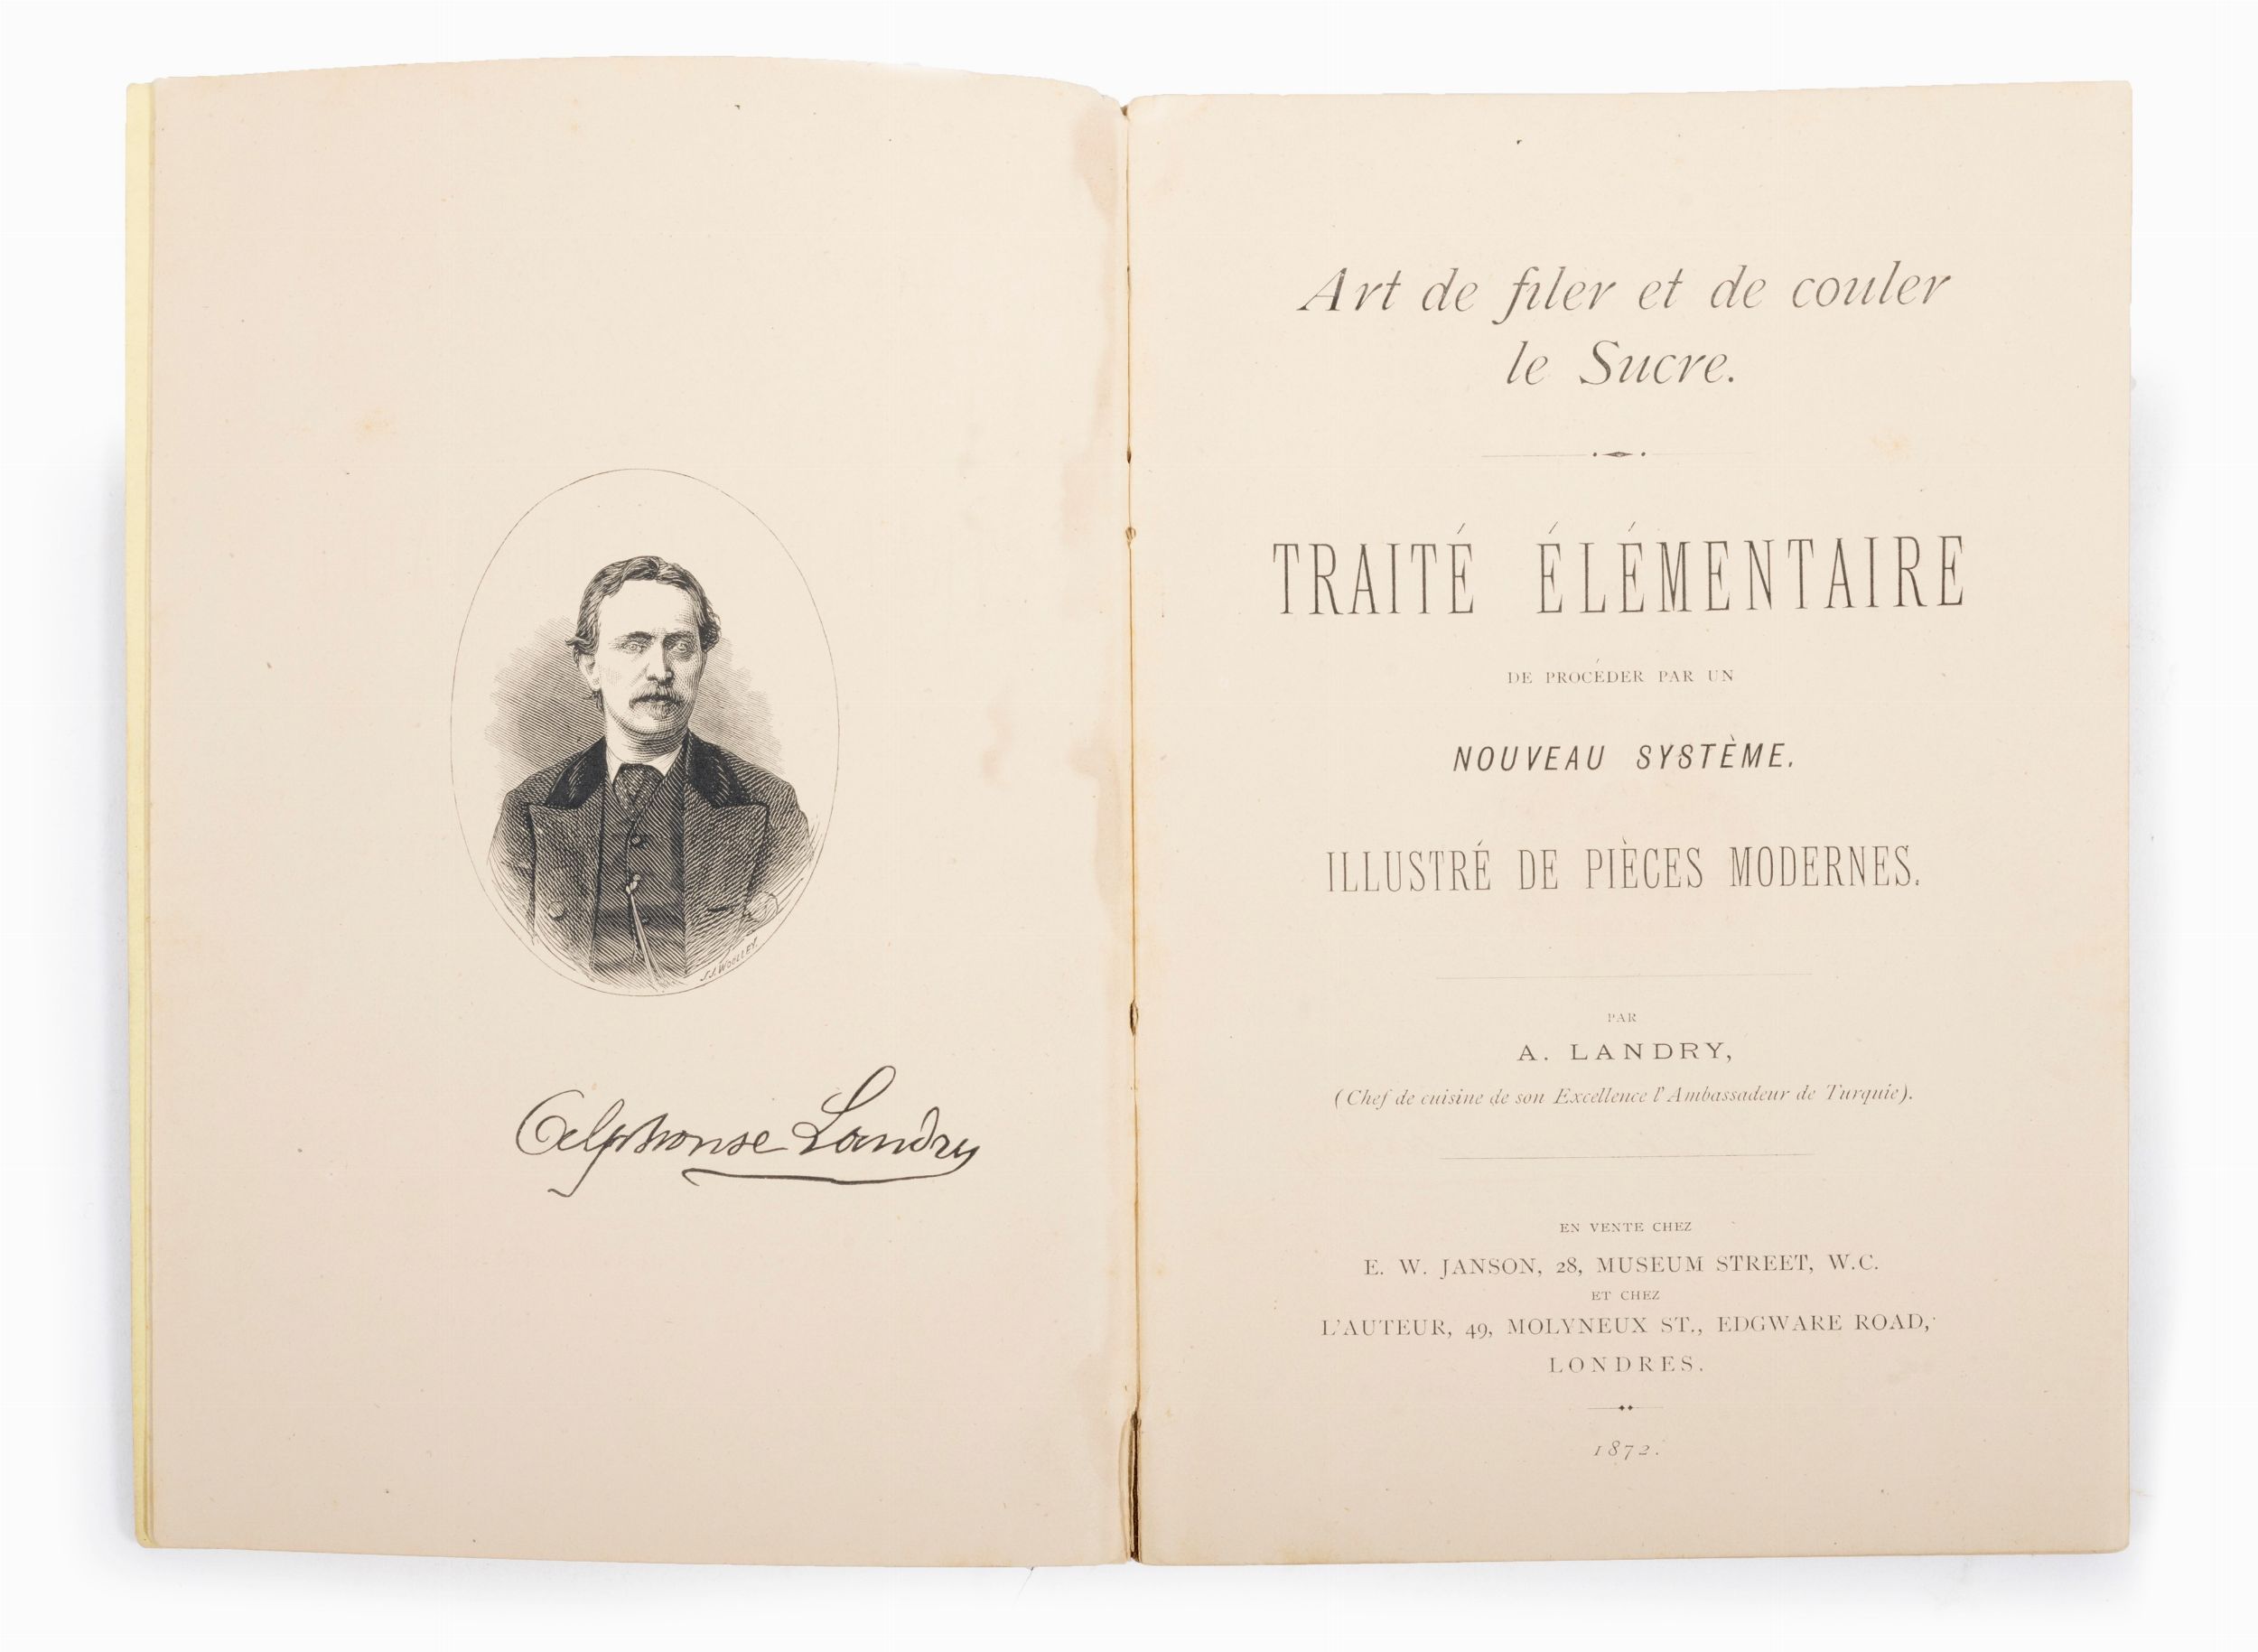 J.J.WOOLLEY.
Alphonse Landry
Art de filer et de couler
le Sucre.
TRAITÉ ÉLÉMENTAIRE
DE PROCÉDER PAR UN
NOUVEAU SYSTÈME.
ILLUSTRÉ DE PIÈCES MODERNES.
PAR
A. LANDRY,
(Chef de cuisine de son Excellence l'Ambassadeur de Turquie).
EN VENTE CHEZ
E. W. JANSON, 28, MUSEUM STREET, W.C.
ET CHEZ
L'AUTEUR, 49, MOLYNEUX ST., EDGWARE ROAD,
LONDRES.
1872.